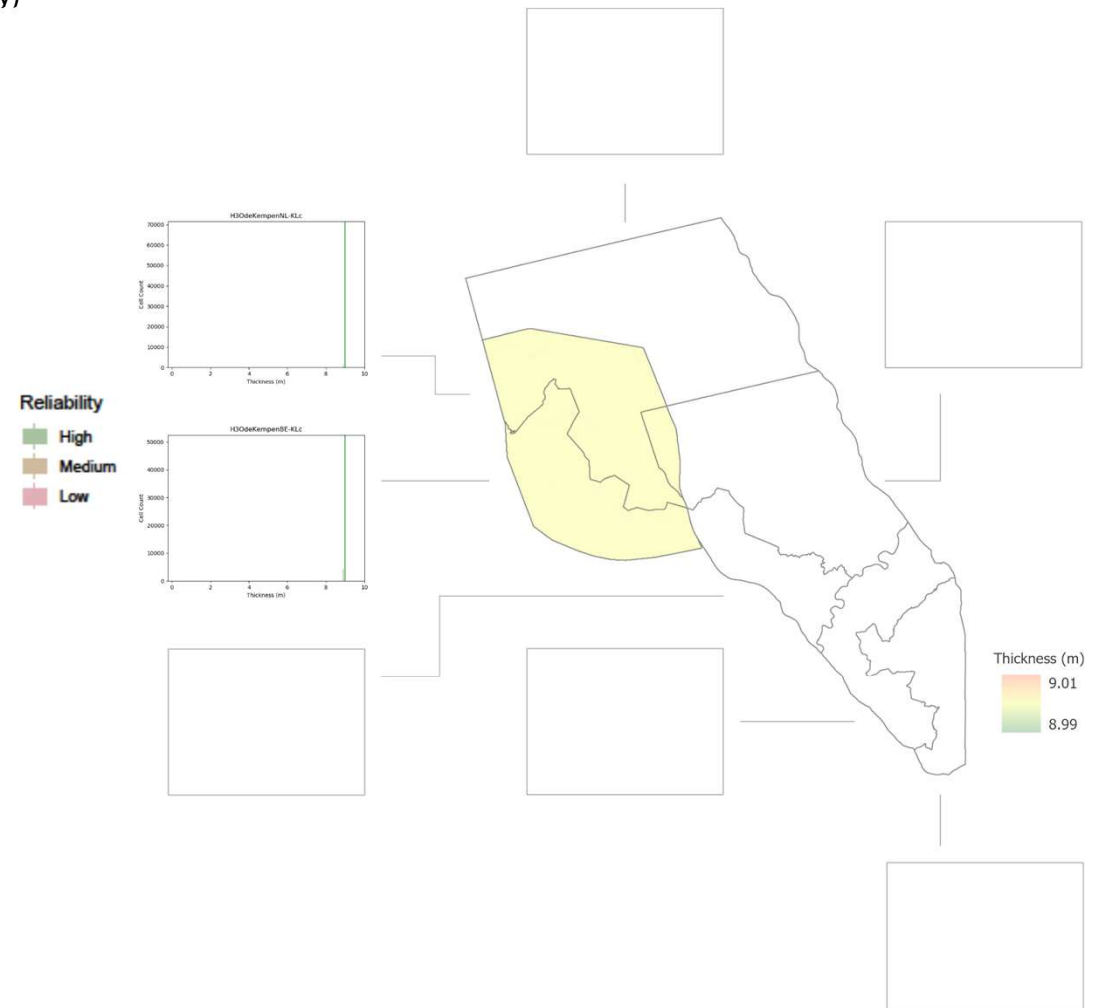 y)
H3OdeKempenNL-KLc
Cell Count
70000
60000
50000
40000
30000
20000
10000
0
0 2 4 6 8 10
Thickness (m)
Reliability
High
Medium
Low
H3OdeKempenBE-KLc
Cell Count
50000
40000
30000
20000
10000
0
0 2 4 6 8 10
Thickness (m)
Thickness (m)
9.01
8.99